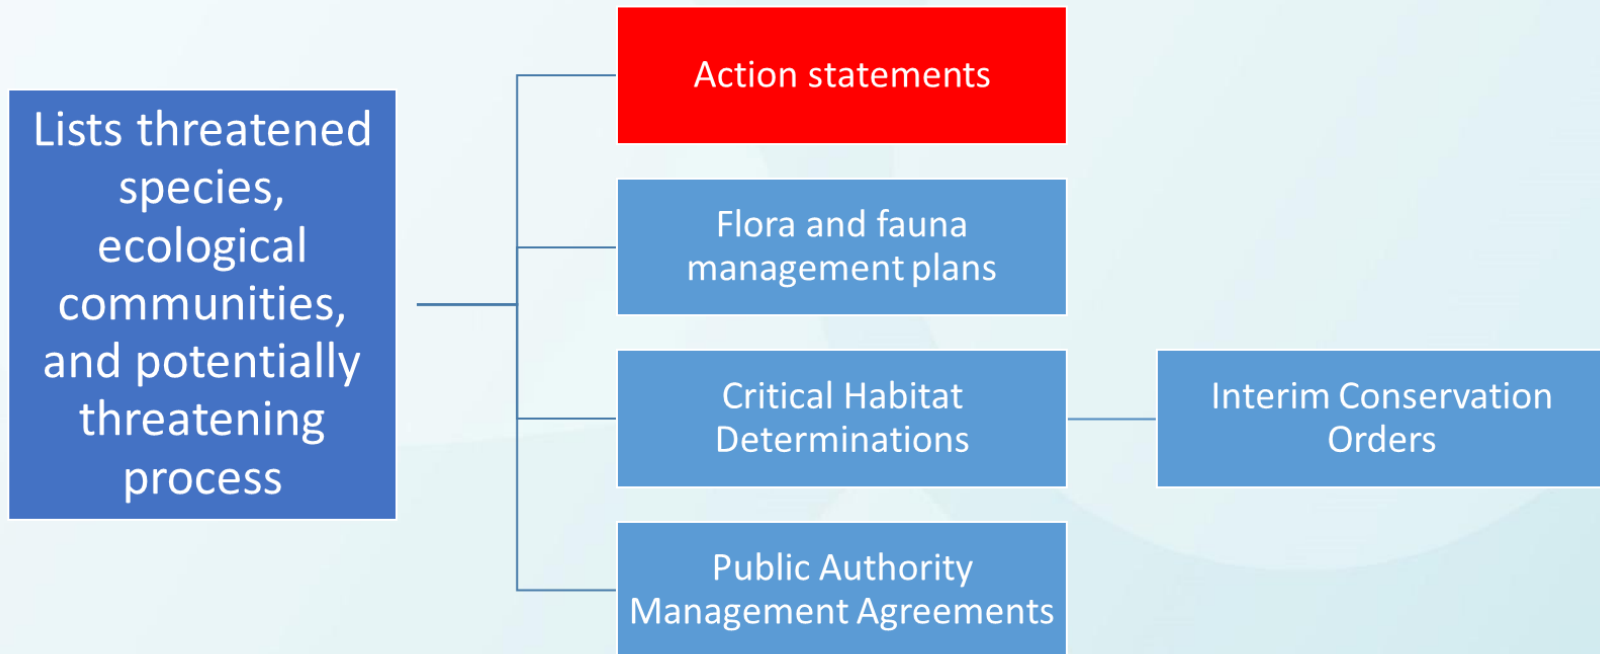 Lists threatened
species,
ecological
communities,
and potentially
threatening
process
Action statements
Flora and fauna
management plans
Critical Habitat
Determinations
Interim Conservation
Orders
Public Authority
Management Agreements